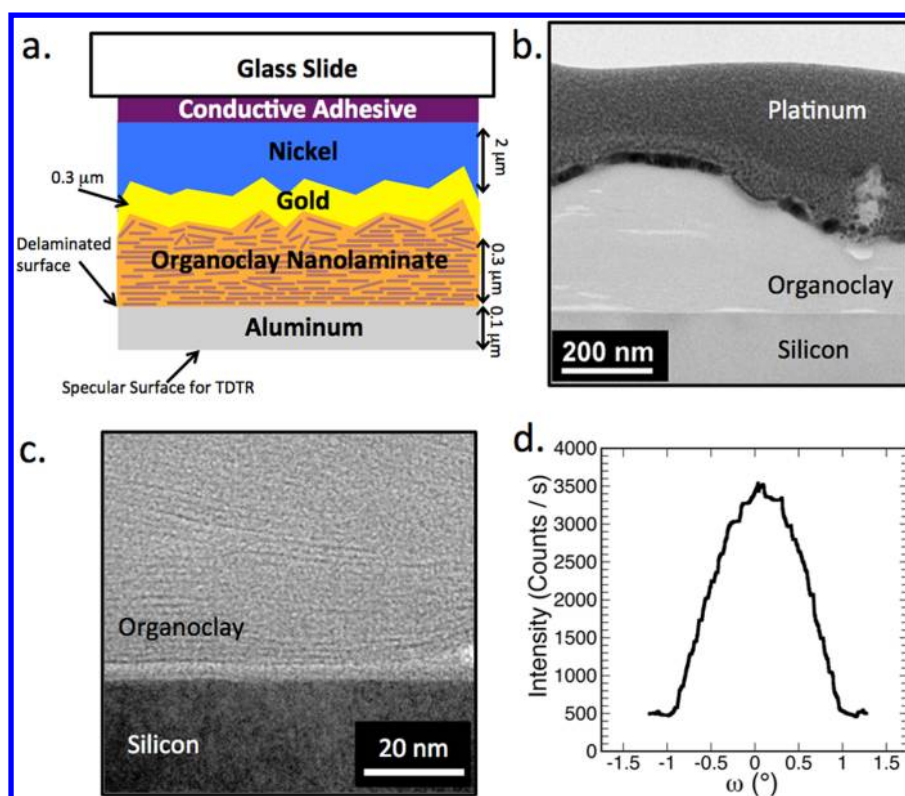 a.
Glass Slide
Conductive Adhesive
Nickel
2 μm
0.3 μm
Gold
Delaminated
surface
Organoclay Nanolaminate
0.3 μm
Aluminum
0.1 μm
Specular Surface for TDTR
b.
Platinum
Organoclay
200 nm
Silicon
c.
Organoclay
Silicon
20 nm
d.
Intensity (Counts / s)
4000
3500
3000
2500
2000
1500
1000
500
0
-1.5 -1 -0.5 0 0.5 1 1.5
ω (°)